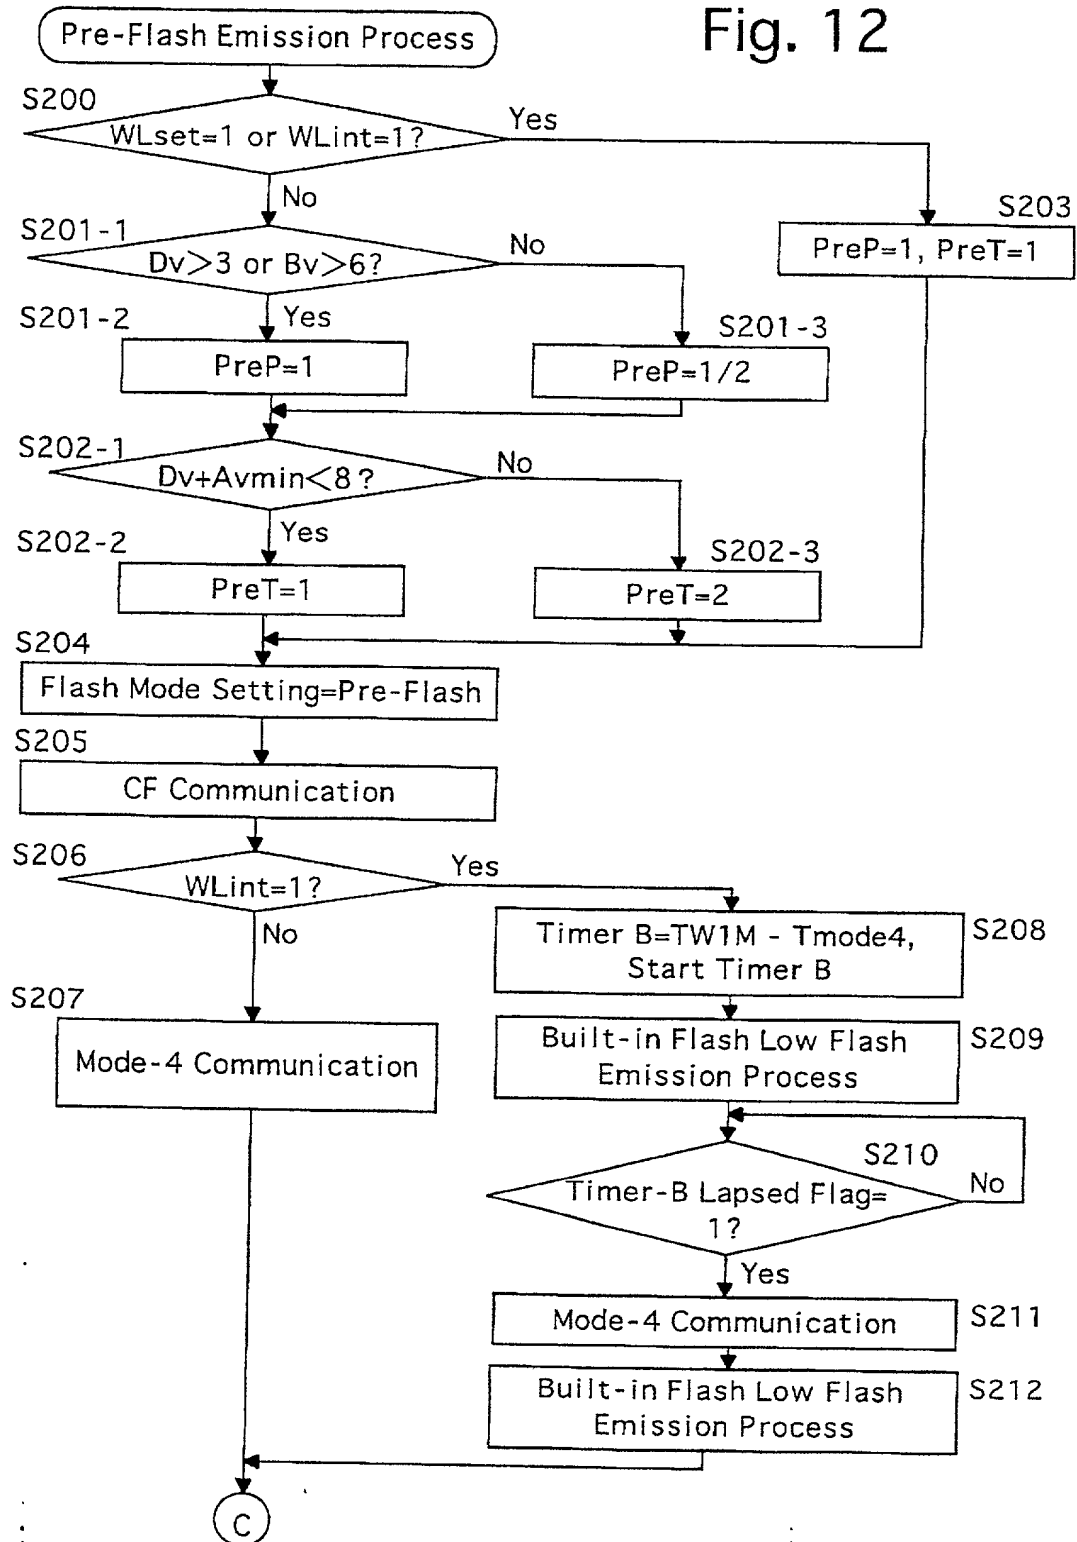 Fig. 12
Pre-Flash Emission Process
S200
WLset=1 or WLint=1?
Yes
No
S203
PreP=1, PreT=1
S201-1
Dv>3 or Bv>6?
No
Yes
S201-2
PreP=1
S201-3
PreP=1/2
S202-1
Dv+Avmin<8?
No
Yes
S202-2
PreT=1
S202-3
PreT=2
S204
Flash Mode Setting=Pre-Flash
S205
CF Communication
S206
WLint=1?
Yes
No
S207
Mode-4 Communication
Timer B=TW1M - Tmode4,
Start Timer B
S208
Built-in Flash Low Flash
Emission Process
S209
S210
Timer-B Lapsed Flag=
1?
No
Yes
Mode-4 Communication
S211
Built-in Flash Low Flash
Emission Process
S212
C